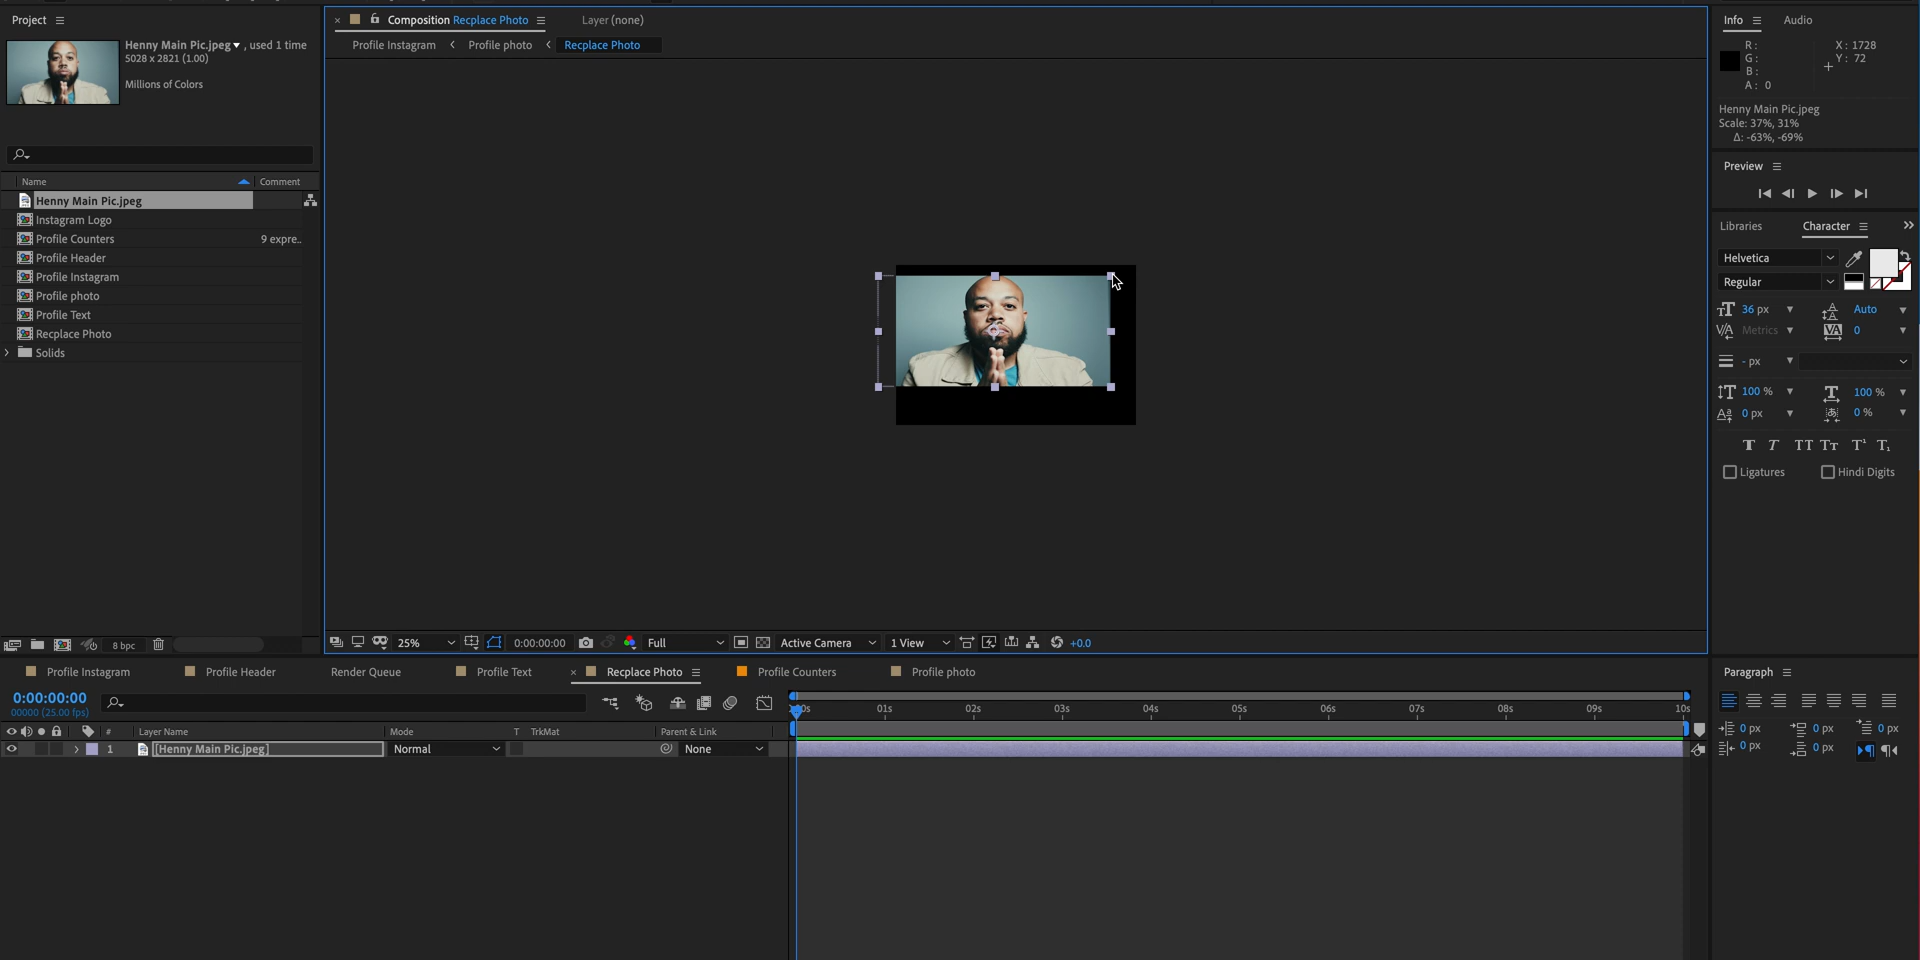 Project
Henny Main Pic.jpeg , used 1 time
5028 x 2821 (1.00)
Millions of Colors
Name Comment
Henny Main Pic.jpeg
Instagram Logo
Profile Counters 9 expre..
Profile Header
Profile Instagram
Profile photo
Profile Text
Recplace Photo
Solids
8 bpc
Composition Recplace Photo Layer (none)
Profile Instagram Profile photo Recplace Photo
25% 0:00:00:00 Full Active Camera 1 View +0.0
Info Audio
R: X: 1728
G: Y: 72
B:
A: 0
Henny Main Pic.jpeg
Scale: 37%, 31%
Δ: -63%, -69%
Preview
Libraries Character
Helvetica
Regular
36 px Auto
Metrics 0
- px
100 % 100 %
0 px 0 %
T T TT Tt T¹ T₁
Ligatures Hindi Digits
Profile Instagram Profile Header Render Queue Profile Text Recplace Photo Profile Counters Profile photo
0:00:00:00
00000 (25.00 fps)
# Layer Name Mode T TrkMat Parent & Link
1 [Henny Main Pic.jpeg] Normal None
01s 02s 03s 04s 05s 06s 07s 08s 09s 10s
Paragraph
0 px 0 px 0 px
0 px 0 px